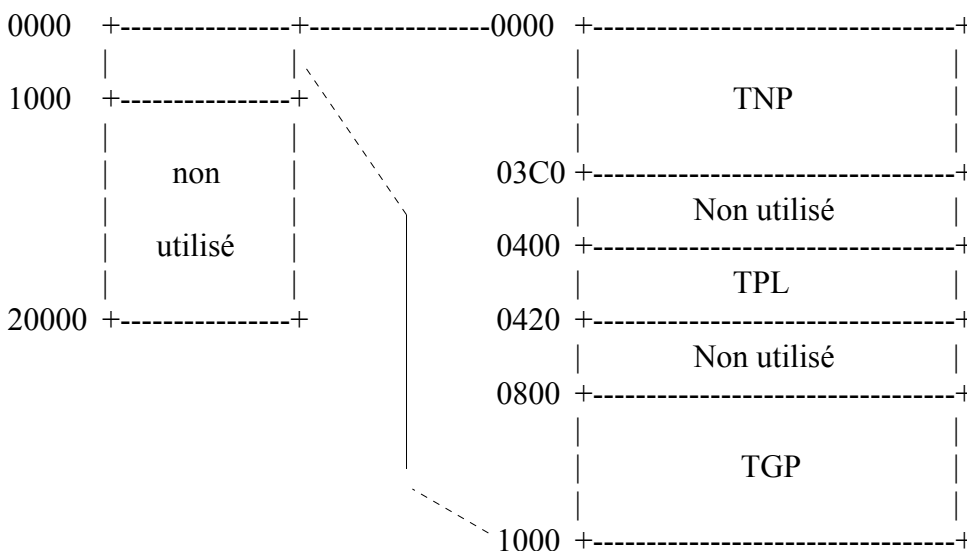 0000 +-----------------+-----------------0000 +----------------------------------+
| | | |
1000 +-----------------+ | TNP |
| | | |
| non | 03C0 +----------------------------------+
| | | Non utilisé |
| utilisé | 0400 +----------------------------------+
| | | TPL |
20000 +-----------------+ 0420 +----------------------------------+
| Non utilisé |
0800 +----------------------------------+
| |
| TGP |
| |
1000 +----------------------------------+